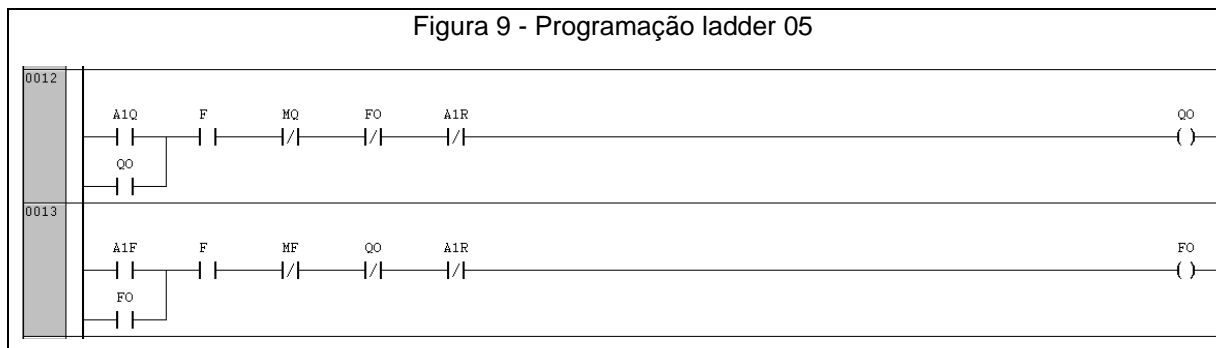 Figura 9 - Programação ladder 05
0012
A1Q F MQ FO A1R QO
QO
0013
A1F F MF QO A1R FO
FO